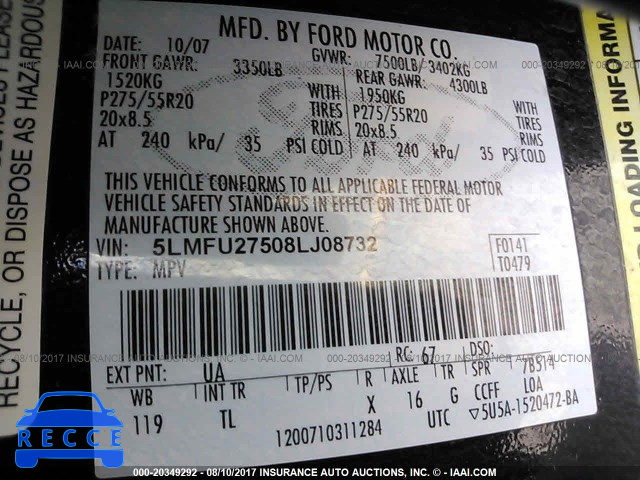 MFD. BY FORD MOTOR CO.
DATE: 10/07 GVWR: 7500LB/ 3402KG
FRONT GAWR: 3350LB REAR GAWR: 4300LB
1520KG WITH 1950KG WITH
P275/55R20 TIRES P275/55R20 TIRES
20x8.5 RIMS 20x8.5 RIMS
AT 240 kPa/ 35 PSI COLD AT 240 kPa/ 35 PSI COLD
THIS VEHICLE CONFORMS TO ALL APPLICABLE FEDERAL MOTOR
VEHICLE SAFETY STANDARDS IN EFFECT ON THE DATE OF
MANUFACTURE SHOWN ABOVE.
VIN: 5LMFU27508LJ08732 F0141
TYPE: MPV T0479
RC: 67 DSO:
EXT PNT: UA 7B514
WB INT TR TP/PS R AXLE TR SPR LOA
119 TL X 16 G CCFF
1200710311284 UTC ▽5U5A-1520472-BA
RECYCLE, OR DISPOSE AS HAZARDOUS
LOADING INFORMA
Ford
RECCE
000-20349292 - 08/10/2017 INSURANCE AUTO AUCTIONS, INC. - IAAI.COM